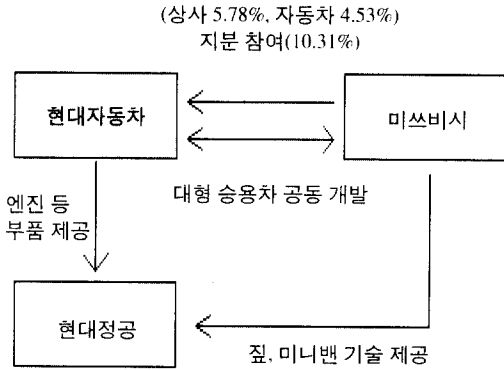 (상사 5.78%, 자동차 4.53%)
지분 참여(10.31%)
현대자동차
미쓰비시
대형 승용차 공동 개발
엔진 등
부품 제공
현대정공
짚, 미니밴 기술 제공